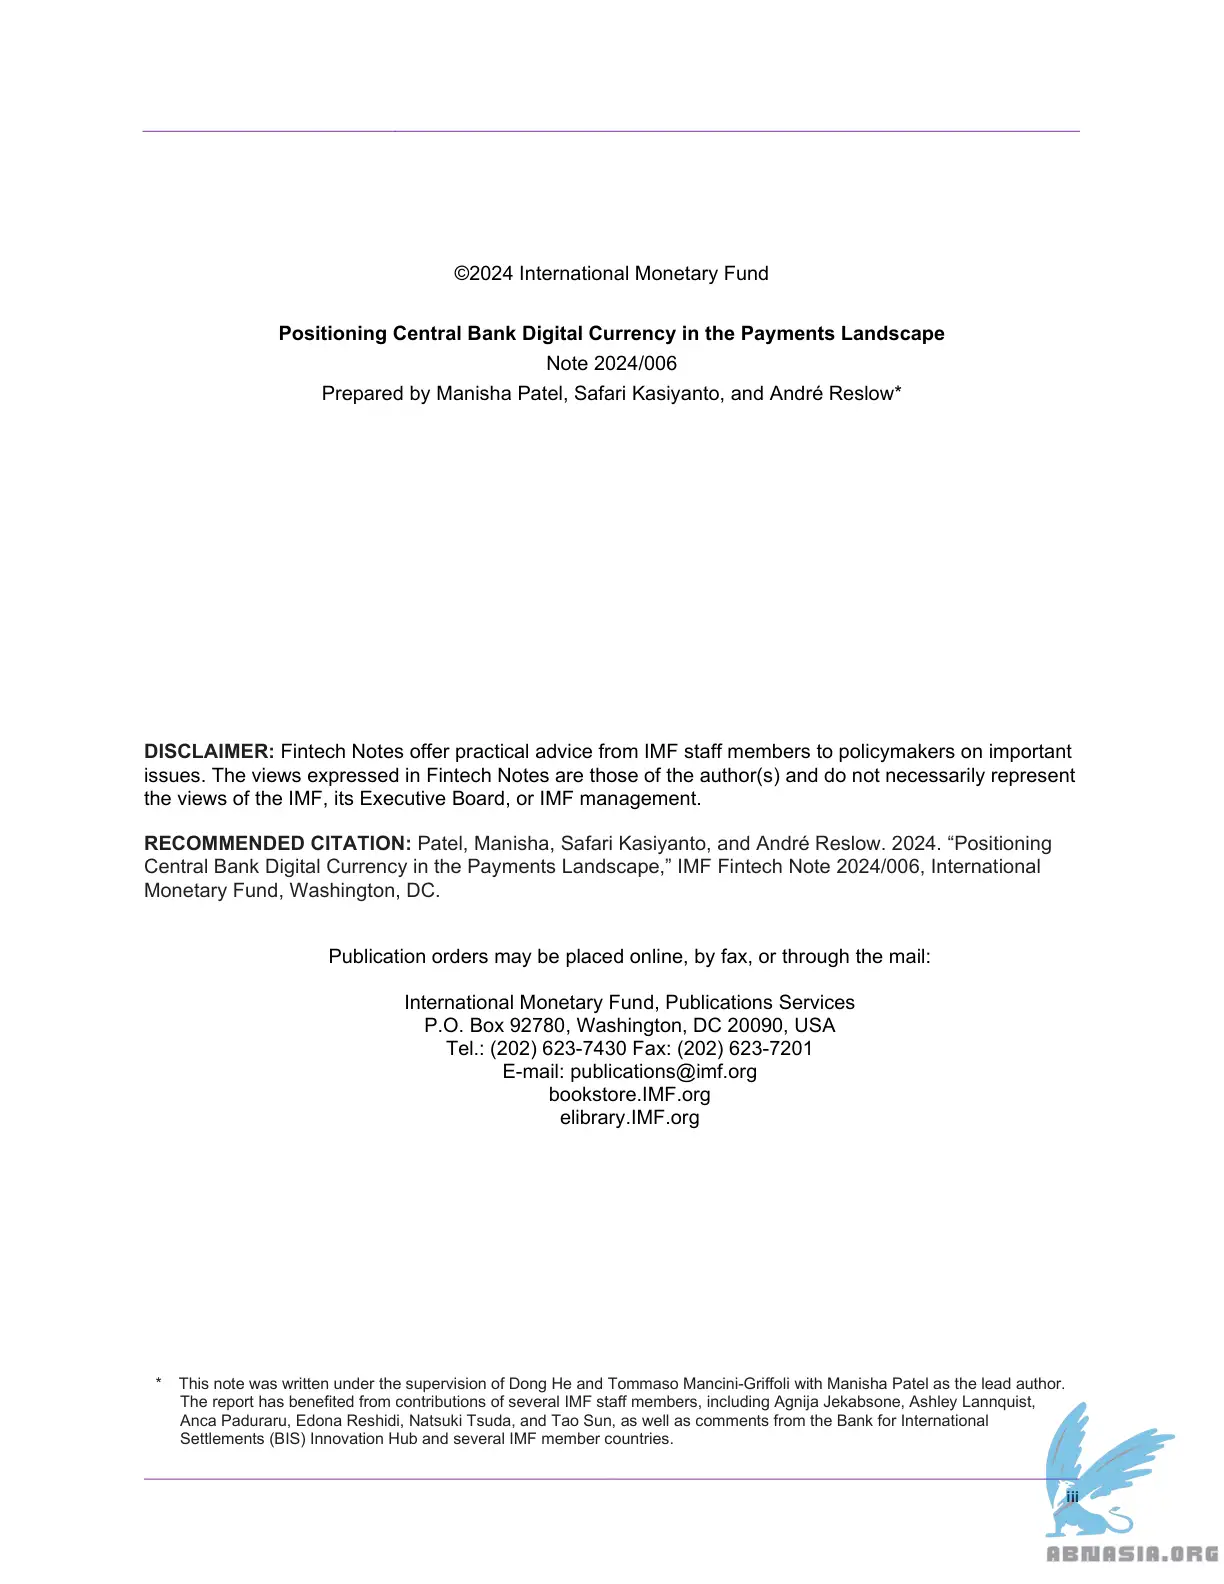 ©2024 International Monetary Fund
Positioning Central Bank Digital Currency in the Payments Landscape
Note 2024/006
Prepared by Manisha Patel, Safari Kasiyanto, and André Reslow*
DISCLAIMER: Fintech Notes offer practical advice from IMF staff members to policymakers on important
issues. The views expressed in Fintech Notes are those of the author(s) and do not necessarily represent
the views of the IMF, its Executive Board, or IMF management.
RECOMMENDED CITATION: Patel, Manisha, Safari Kasiyanto, and André Reslow. 2024. “Positioning
Central Bank Digital Currency in the Payments Landscape,” IMF Fintech Note 2024/006, International
Monetary Fund, Washington, DC.
Publication orders may be placed online, by fax, or through the mail:
International Monetary Fund, Publications Services
P.O. Box 92780, Washington, DC 20090, USA
Tel.: (202) 623-7430 Fax: (202) 623-7201
E-mail: publications@imf.org
bookstore.IMF.org
elibrary.IMF.org
* This note was written under the supervision of Dong He and Tommaso Mancini-Griffoli with Manisha Patel as the lead author.
The report has benefited from contributions of several IMF staff members, including Agnija Jekabsone, Ashley Lannquist,
Anca Paduraru, Edona Reshidi, Natsuki Tsuda, and Tao Sun, as well as comments from the Bank for International
Settlements (BIS) Innovation Hub and several IMF member countries.
iii
ABNASIA.ORG